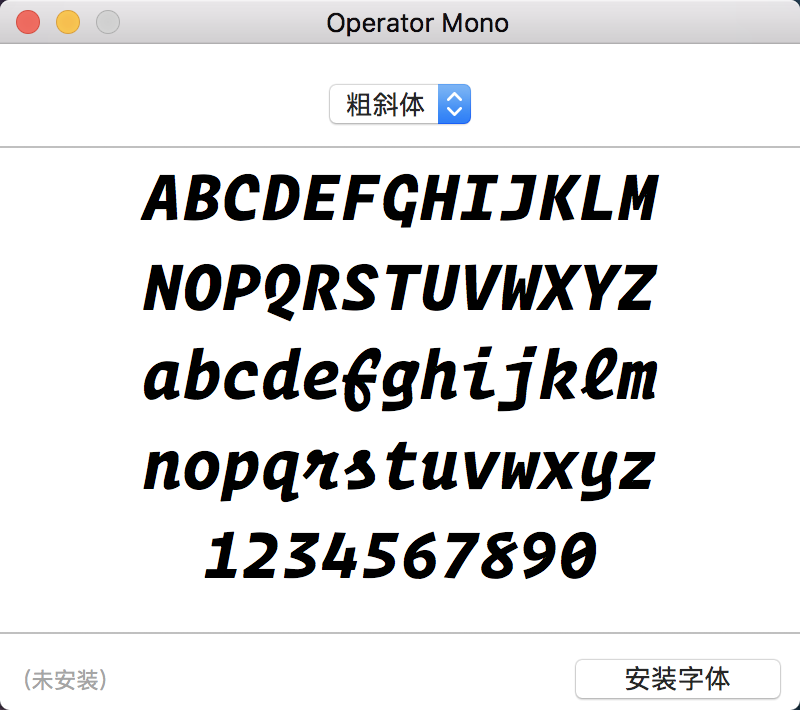 Operator Mono
粗斜体
ABCDEFGHIJKLM
NOPQRSTUVWXYZ
abcdefghijklm
nopqrstuvwxyz
1234567890
(未安装)
安装字体